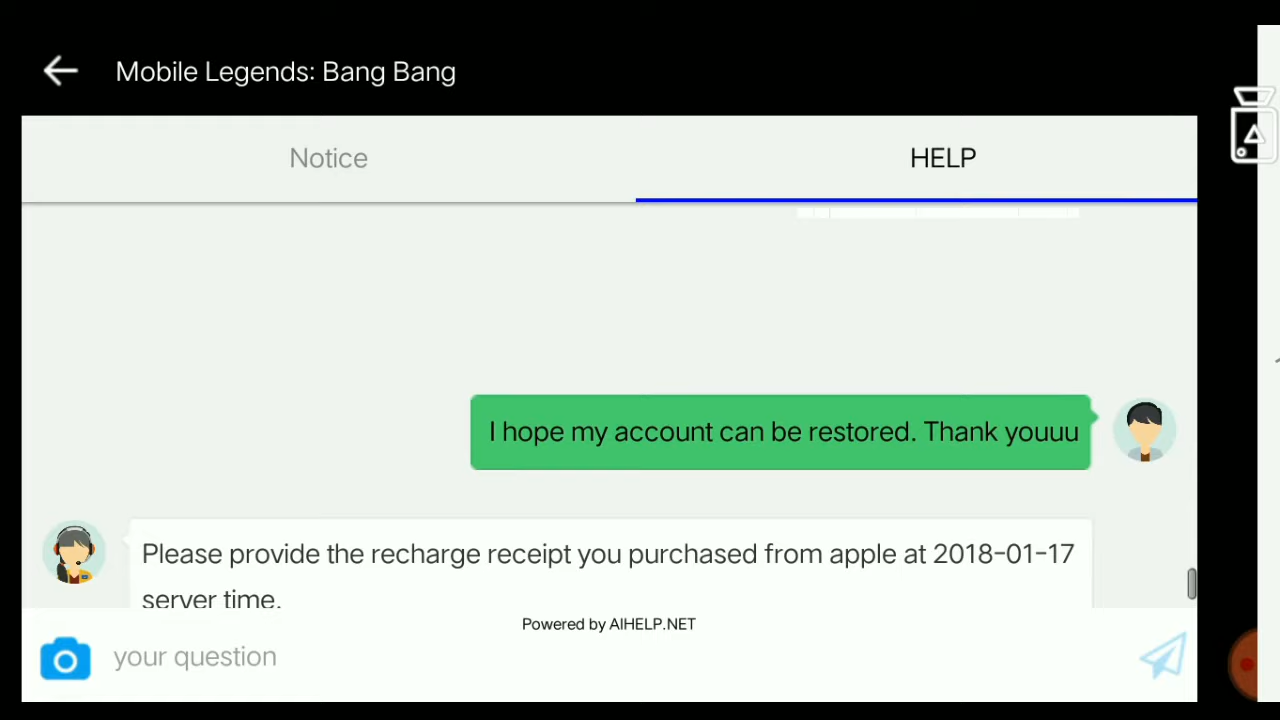 Mobile Legends: Bang Bang
Notice
HELP
I hope my account can be restored. Thank youuu
Please provide the recharge receipt you purchased from apple at 2018-01-17
server time.
Powered by AIHELP.NET
your question